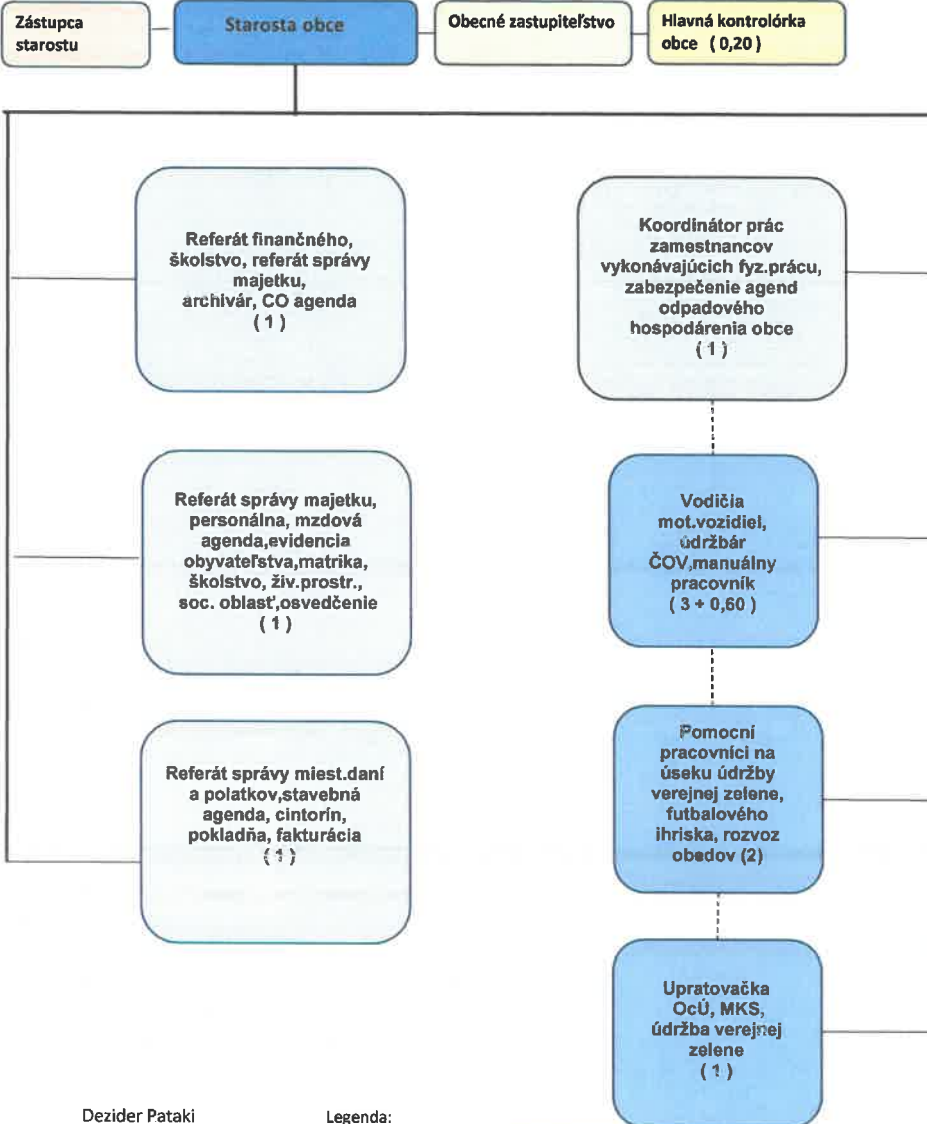 Zástupca
starostu
Starosta obce
Obecné zastupiteľstvo
Hlavná kontrolórka
obce ( 0,20 )
Referát finančného,
školstvo, referát správy
majetku,
archivár, CO agenda
( 1 )
Referát správy majetku,
personálna, mzdová
agenda,evidencia
obyvateľstva,matrika,
školstvo, živ.prostr.,
soc. oblasť,osvedčenie
( 1 )
Referát správy miest.daní
a polatkov,stavebná
agenda, cintorín,
pokladňa, fakturácia
( 1 )
Koordinátor prác
zamestnancov
vykonávajúcich fyz.prácu,
zabezpečenie agend
odpadového
hospodárenia obce
( 1 )
Vodičia
mot.vozidiel,
údržbár
ČOV,manuálny
pracovník
( 3 + 0,60 )
Pomocní
pracovníci na
úseku údržby
verejnej zelene,
futbalového
ihriska, rozvoz
obedov (2)
Upratovačka
OcÚ, MKS,
údržba verejnej
zelene
( 1 )
Dezider Pataki
Legenda: